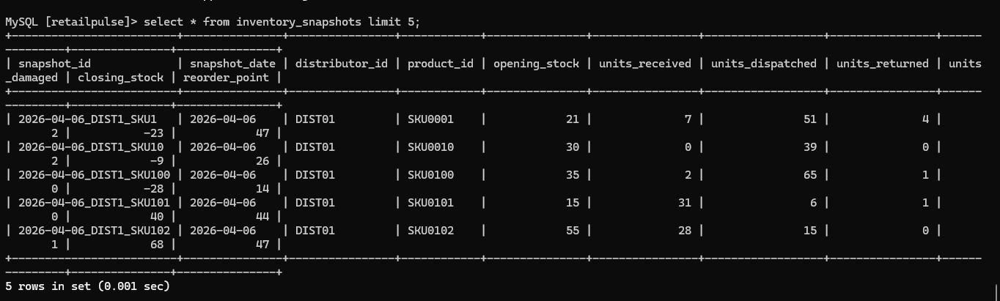 MySQL [retailpulse]> select * from inventory_snapshots limit 5;
+------------------------+---------------+----------------+------------+---------------+----------------+------------------+----------------+------
---------+---------------+---------------+
| snapshot_id            | snapshot_date | distributor_id | product_id | opening_stock | units_received | units_dispatched | units_returned | units
_damaged | closing_stock | reorder_point |
+------------------------+---------------+----------------+------------+---------------+----------------+------------------+----------------+------
---------+---------------+---------------+
| 2026-04-06_DIST1_SKU1   | 2026-04-06    | DIST01         | SKU0001    |            21 |              7 |               51 |              4 |
       2 |           -23 |            47 |
| 2026-04-06_DIST1_SKU10  | 2026-04-06    | DIST01         | SKU0010    |            30 |              0 |               39 |              0 |
       2 |            -9 |            26 |
| 2026-04-06_DIST1_SKU100 | 2026-04-06    | DIST01         | SKU0100    |            35 |              2 |               65 |              1 |
       0 |           -28 |            14 |
| 2026-04-06_DIST1_SKU101 | 2026-04-06    | DIST01         | SKU0101    |            15 |             31 |                6 |              1 |
       0 |            40 |            44 |
| 2026-04-06_DIST1_SKU102 | 2026-04-06    | DIST01         | SKU0102    |            55 |             28 |               15 |              0 |
       1 |            68 |            47 |
+------------------------+---------------+----------------+------------+---------------+----------------+------------------+----------------+------
---------+---------------+---------------+
5 rows in set (0.001 sec)